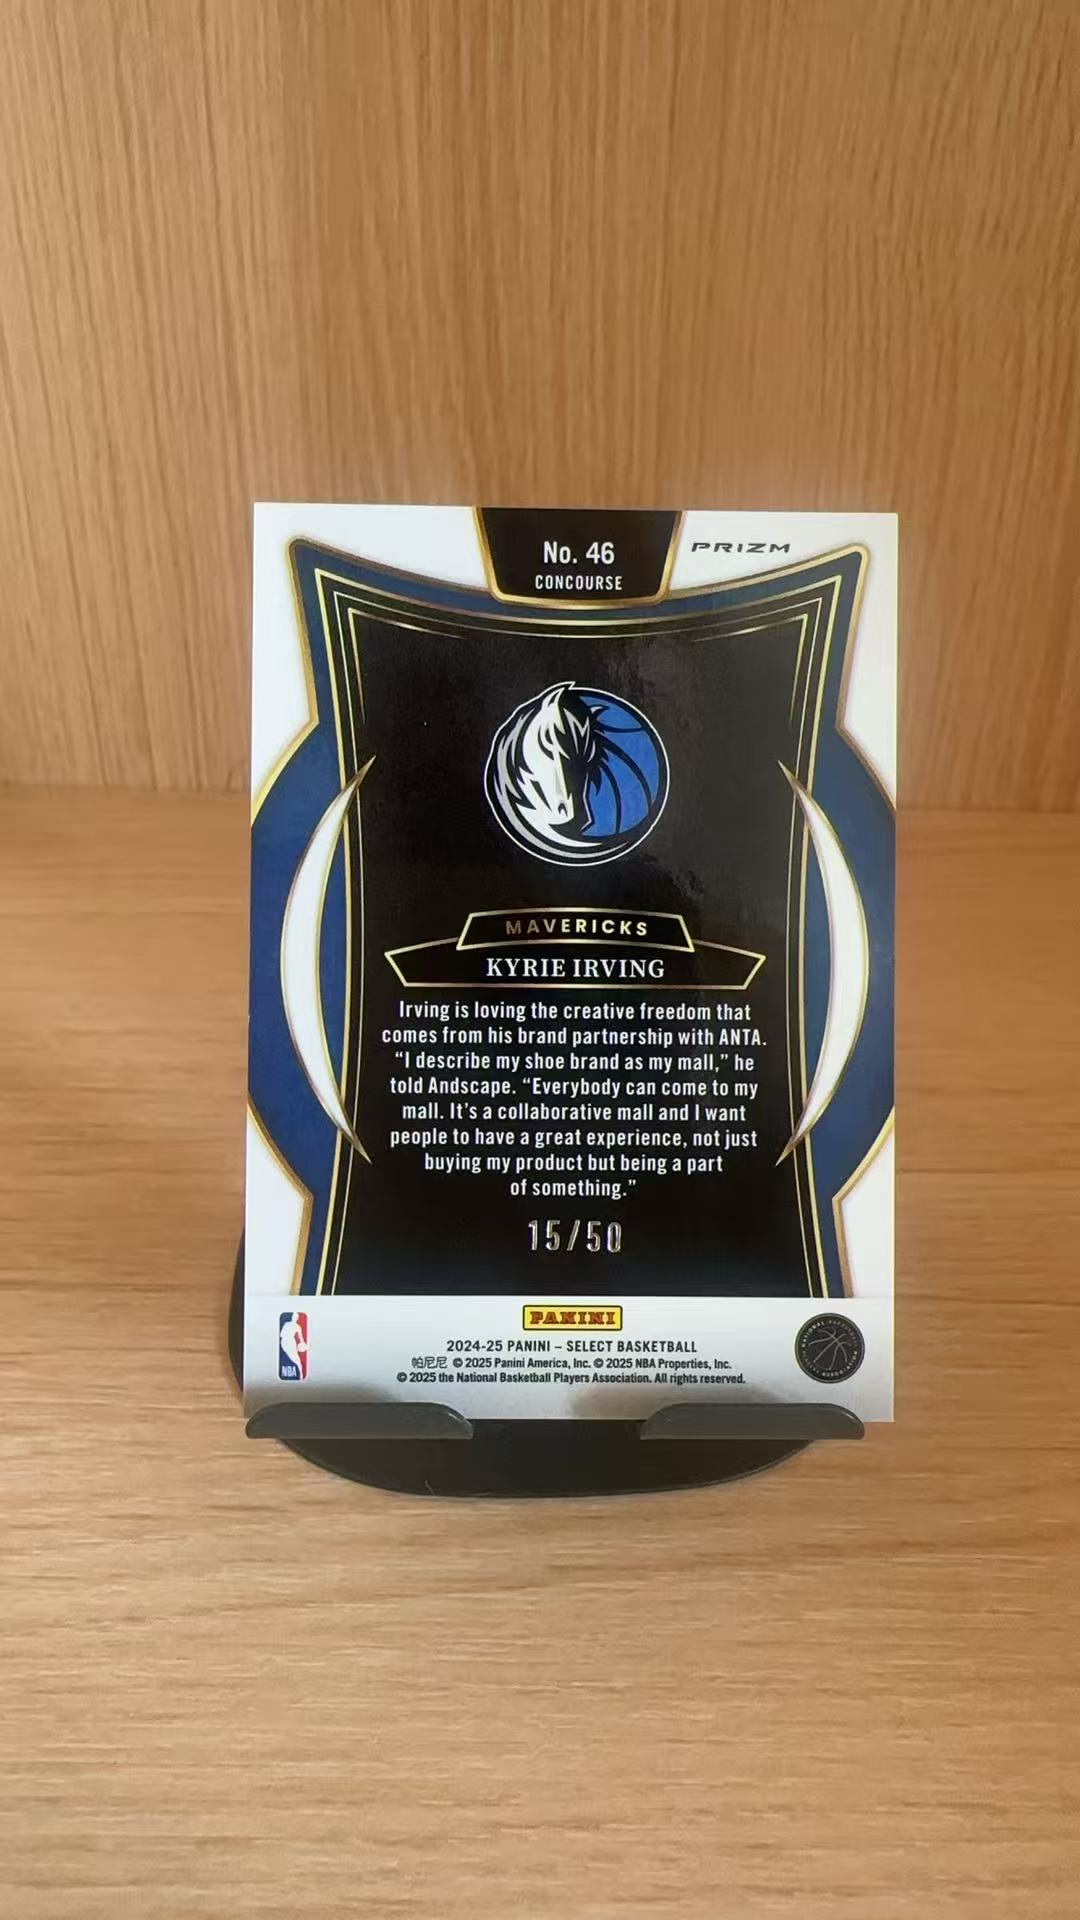 No. 46
CONCOURSE
PRIZM
MAVERICKS
KYRIE IRVING
Irving is loving the creative freedom that
comes from his brand partnership with ANTA.
“I describe my shoe brand as my mall,” he
told Andscape. “Everybody can come to my
mall. It’s a collaborative mall and I want
people to have a great experience, not just
buying my product but being a part
of something.”
15/50
PANINI
NBA
2024-25 PANINI – SELECT BASKETBALL
帕尼尼 © 2025 Panini America, Inc. © 2025 NBA Properties, Inc.
© 2025 the National Basketball Players Association. All rights reserved.